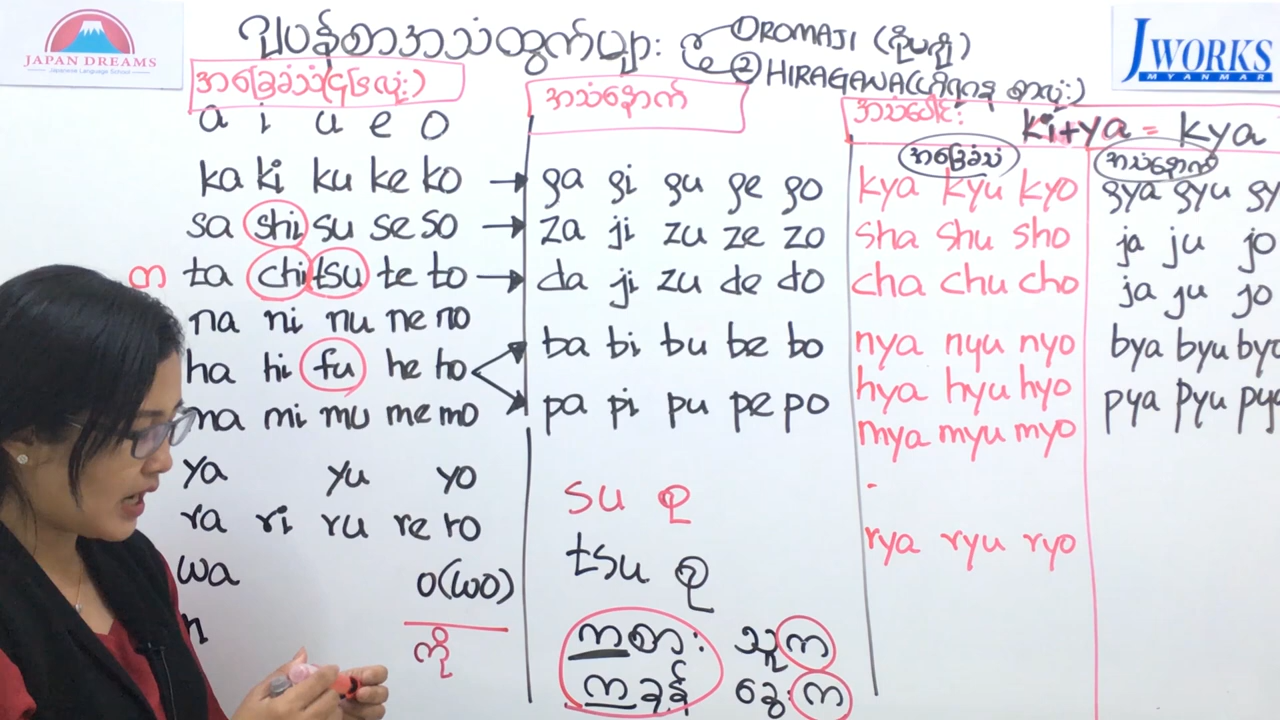 JAPAN DREAMS
Japanese Language School
ဂျပန်စာအသံထွက်များ
① ROMAJI (ရိုမဂျီ)
② HIRAGANA (ဟီရဂန စာလုံး)
J WORKS
MYANMAR
အခြေခံသံ(၄၆လုံး)
အသံနှောက်
အသံပေါင်း
ki+ya = kya
အခြေခံသံ
အသံနှောက်
a i u e o
ka ki ku ke ko → ga gi gu ge go kya kyu kyo gya gyu gy
sa shi su se so → za ji zu ze zo sha shu sho ja ju jo
တ ta chi tsu te to → da ji zu de do cha chu cho ja ju jo
na ni nu ne no
ha hi fu he ho ba bi bu be bo nya nyu nyo bya byu byo
pa pi pu pe po hya hyu hyo pya pyu pyo
ma mi mu me mo mya myu myo
ya yu yo
su စု
ra ri ru re ro rya ryu ryo
wa o(wo) tsu
n
ကို
ကစား သူက
ကခုန် ခွေးက